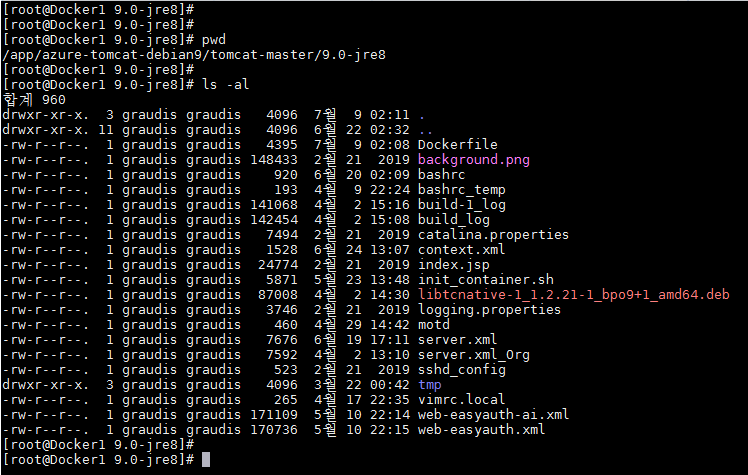 [root@Docker1 9.0-jre8]#
[root@Docker1 9.0-jre8]#
[root@Docker1 9.0-jre8]# pwd
/app/azure-tomcat-debian9/tomcat-master/9.0-jre8
[root@Docker1 9.0-jre8]#
[root@Docker1 9.0-jre8]# ls -al
합계 960
drwxr-xr-x.  3 graudis graudis   4096  7월  9 02:11 .
drwxr-xr-x. 11 graudis graudis   4096  6월 22 02:32 ..
-rw-r--r--.  1 graudis graudis   4395  7월  9 02:08 Dockerfile
-rw-r--r--.  1 graudis graudis 148433  2월 21  2019 background.png
-rw-r--r--.  1 graudis graudis    920  6월 20 02:09 bashrc
-rw-r--r--.  1 graudis graudis    193  4월  9 22:24 bashrc_temp
-rw-r--r--.  1 graudis graudis 141068  4월  2 15:16 build-1_log
-rw-r--r--.  1 graudis graudis 142454  4월  2 15:08 build_log
-rw-r--r--.  1 graudis graudis   7494  2월 21  2019 catalina.properties
-rw-r--r--.  1 graudis graudis   1528  6월 24 13:07 context.xml
-rw-r--r--.  1 graudis graudis  24774  2월 21  2019 index.jsp
-rw-r--r--.  1 graudis graudis   5871  5월 23 13:48 init_container.sh
-rw-r--r--.  1 graudis graudis  87008  4월  2 14:30 libtcnative-1_1.2.21-1_bpo9+1_amd64.deb
-rw-r--r--.  1 graudis graudis   3746  2월 21  2019 logging.properties
-rw-r--r--.  1 graudis graudis    460  4월 29 14:42 motd
-rw-r--r--.  1 graudis graudis   7676  6월 19 17:11 server.xml
-rw-r--r--.  1 graudis graudis   7592  4월  2 13:10 server.xml_Org
-rw-r--r--.  1 graudis graudis    523  2월 21  2019 sshd_config
drwxr-xr-x.  3 graudis graudis   4096  3월 22 00:42 tmp
-rw-r--r--.  1 graudis graudis    265  4월 17 22:35 vimrc.local
-rw-r--r--.  1 graudis graudis 171109  5월 10 22:14 web-easyauth-ai.xml
-rw-r--r--.  1 graudis graudis 170736  5월 10 22:15 web-easyauth.xml
[root@Docker1 9.0-jre8]#
[root@Docker1 9.0-jre8]#